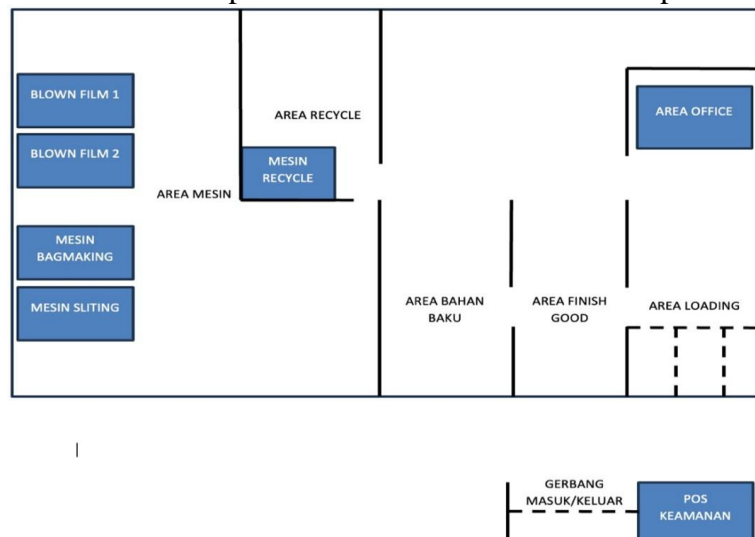 BLOWN FILM 1
BLOWN FILM 2
MESIN
BAGMAKING
MESIN SLITING
AREA MESIN
AREA RECYCLE
MESIN
RECYCLE
AREA OFFICE
AREA BAHAN
BAKU
AREA FINISH
GOOD
AREA LOADING
GERBANG
MASUK/KELUAR
POS
KEAMANAN